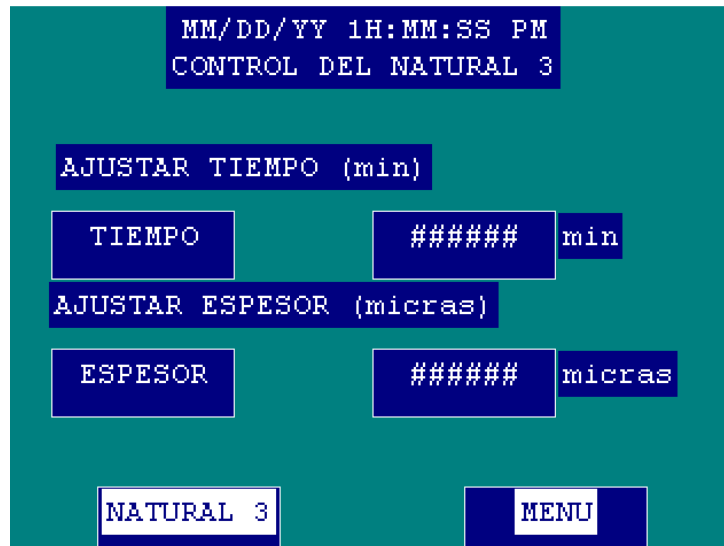 MM/DD/YY 1H:MM:SS PM
CONTROL DEL NATURAL 3
AJUSTAR TIEMPO (min)
TIEMPO ###### min
AJUSTAR ESPESOR (micras)
ESPESOR ###### micras
NATURAL 3 MENU